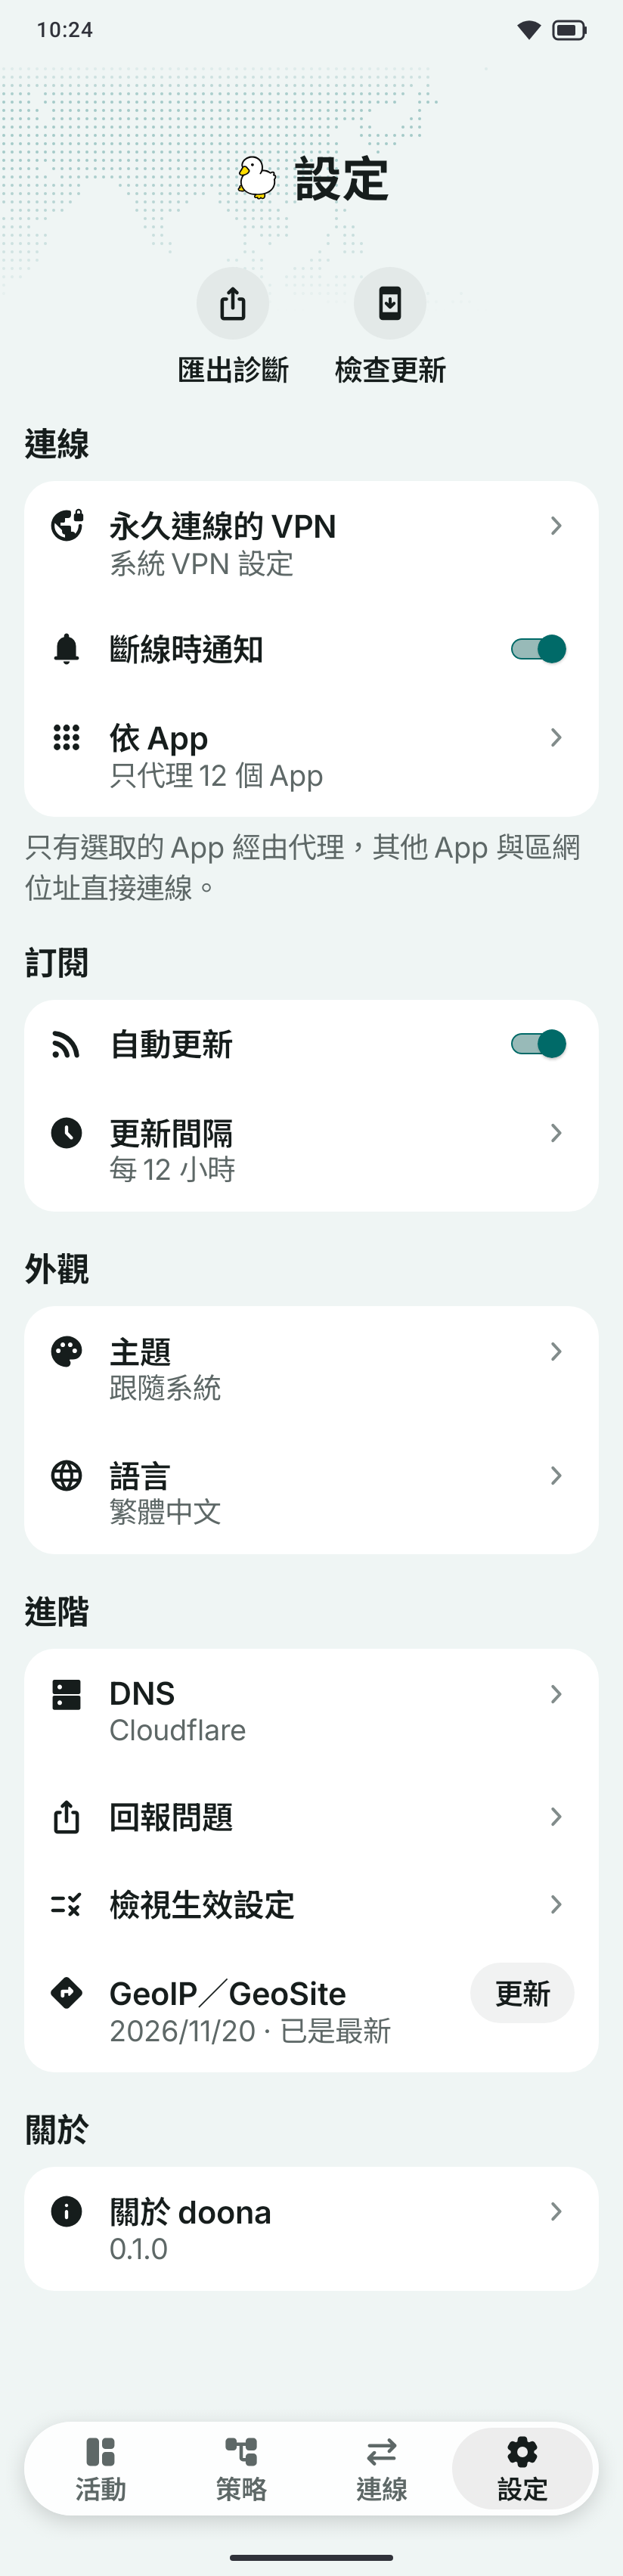 10:24
設定
匯出診斷
檢查更新
連線
永久連線的 VPN
系統 VPN 設定
斷線時通知
依 App
只代理 12 個 App
只有選取的 App 經由代理，其他 App 與區網
位址直接連線。
訂閱
自動更新
更新間隔
每 12 小時
外觀
主題
跟隨系統
語言
繁體中文
進階
DNS
Cloudflare
回報問題
檢視生效設定
GeoIP／GeoSite
更新
2026/11/20 · 已是最新
關於
關於 doona
0.1.0
活動
策略
連線
設定